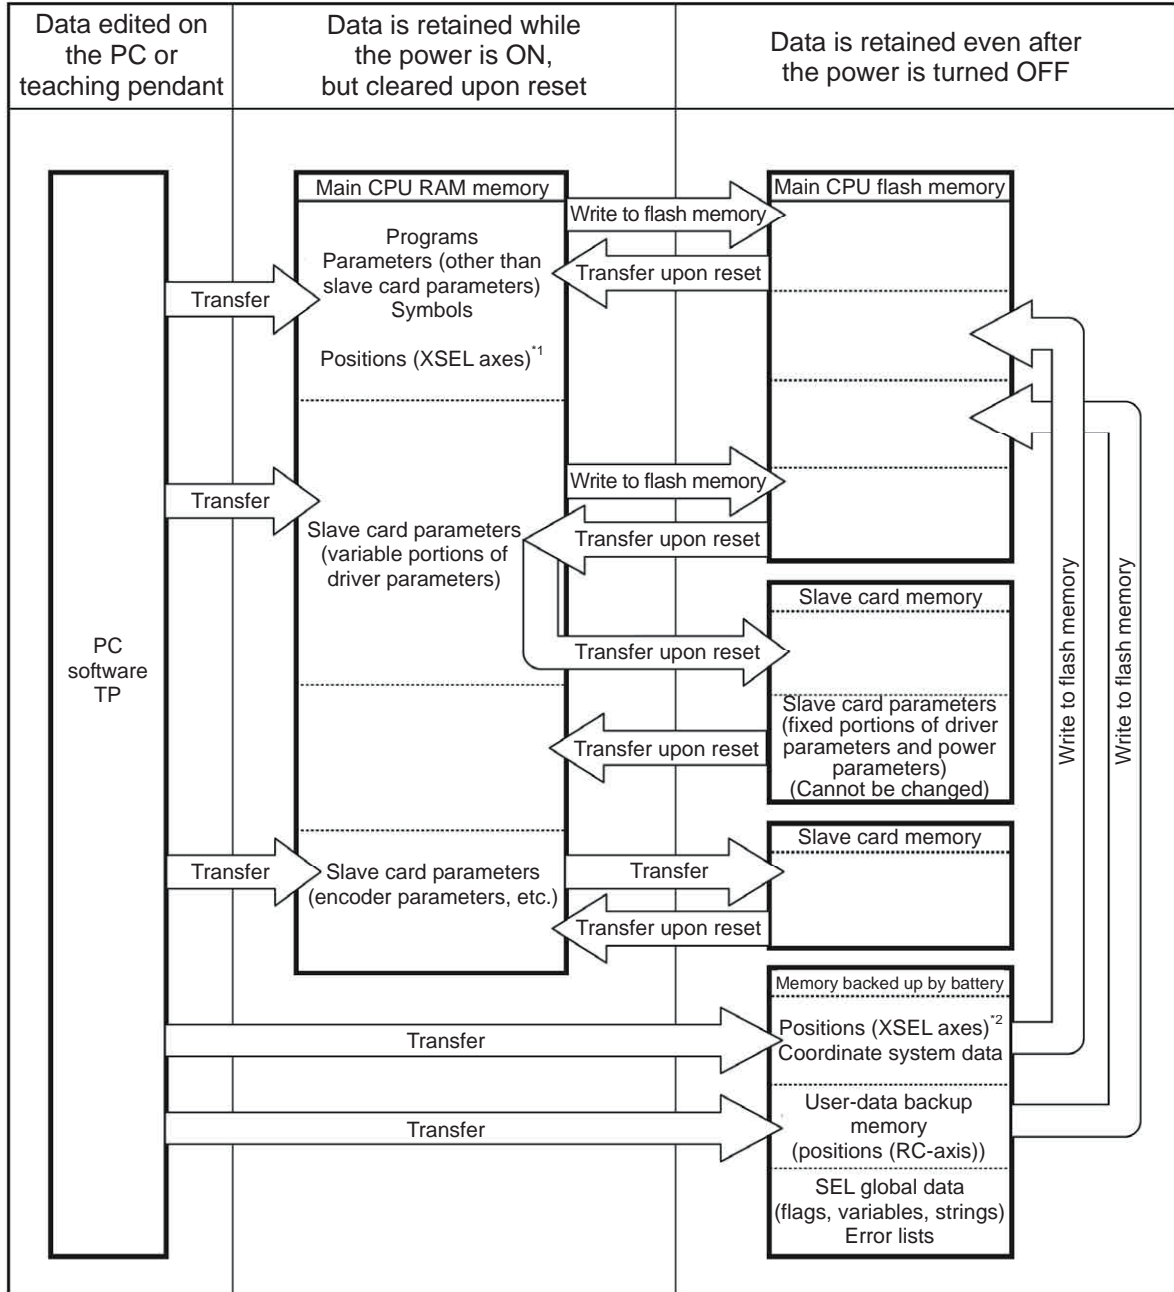 Data edited on
the PC or
teaching pendant
Data is retained while
the power is ON,
but cleared upon reset
Data is retained even after
the power is turned OFF
PC
software
TP
Transfer
Transfer
Transfer
Transfer
Transfer
Main CPU RAM memory
Programs
Parameters (other than
slave card parameters)
Symbols
Positions (XSEL axes)*1
Slave card parameters
(variable portions of
driver parameters)
Slave card parameters
(encoder parameters, etc.)
Write to flash memory
Transfer upon reset
Write to flash memory
Transfer upon reset
Transfer upon reset
Transfer upon reset
Transfer
Transfer upon reset
Main CPU flash memory
Slave card memory
Slave card parameters
(fixed portions of driver
parameters and power
parameters)
(Cannot be changed)
Slave card memory
Memory backed up by battery
Positions (XSEL axes)*2
Coordinate system data
User-data backup
memory
(positions (RC-axis))
SEL global data
(flags, variables, strings)
Error lists
Write to flash memory
Write to flash memory